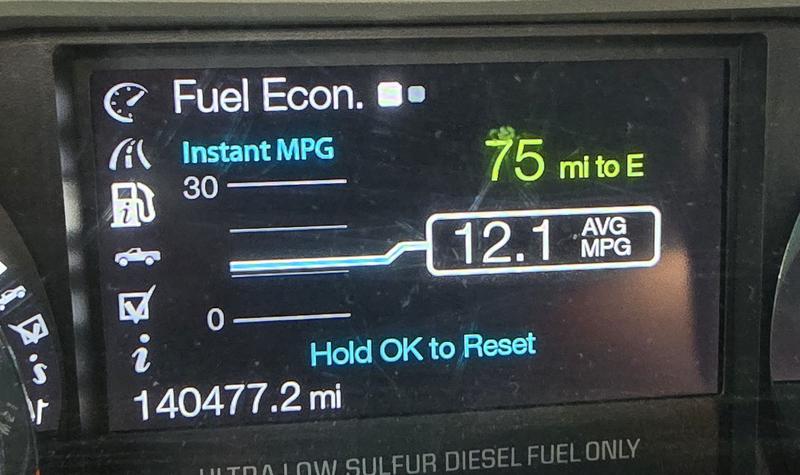 Fuel Econ.
Instant MPG
75 mi to E
30
12.1 AVG MPG
0
Hold OK to Reset
140477.2 mi
ULTRA LOW SULFUR DIESEL FUEL ONLY